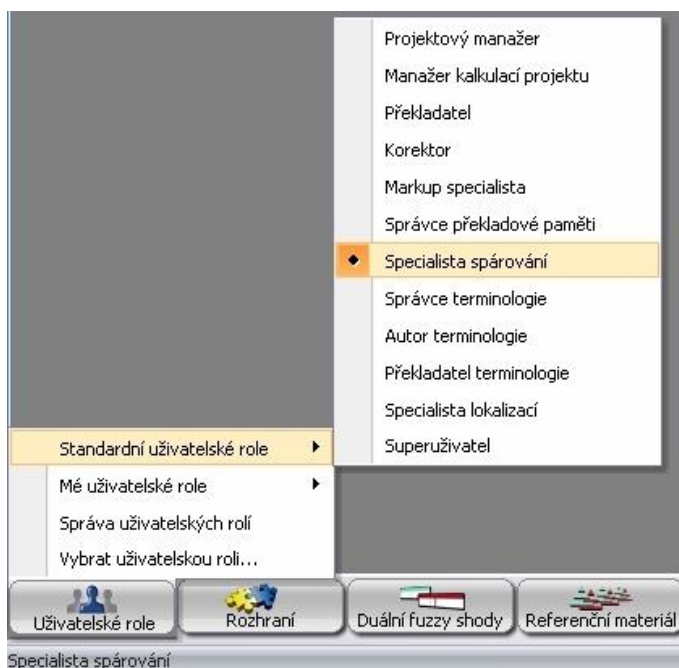 Projektový manažer
Manažer kalkulací projektu
Překladatel
Korektor
Markup specialista
Správce překladové paměti
Specialista spárování
Správce terminologie
Autor terminologie
Překladatel terminologie
Specialista lokalizací
Superuživatel
Standardní uživatelské role
Mé uživatelské role
Správa uživatelských rolí
Vybrat uživatelskou roli...
Uživatelské role Rozhraní Duální fuzzy shody Referenční materiál
Specialista spárování